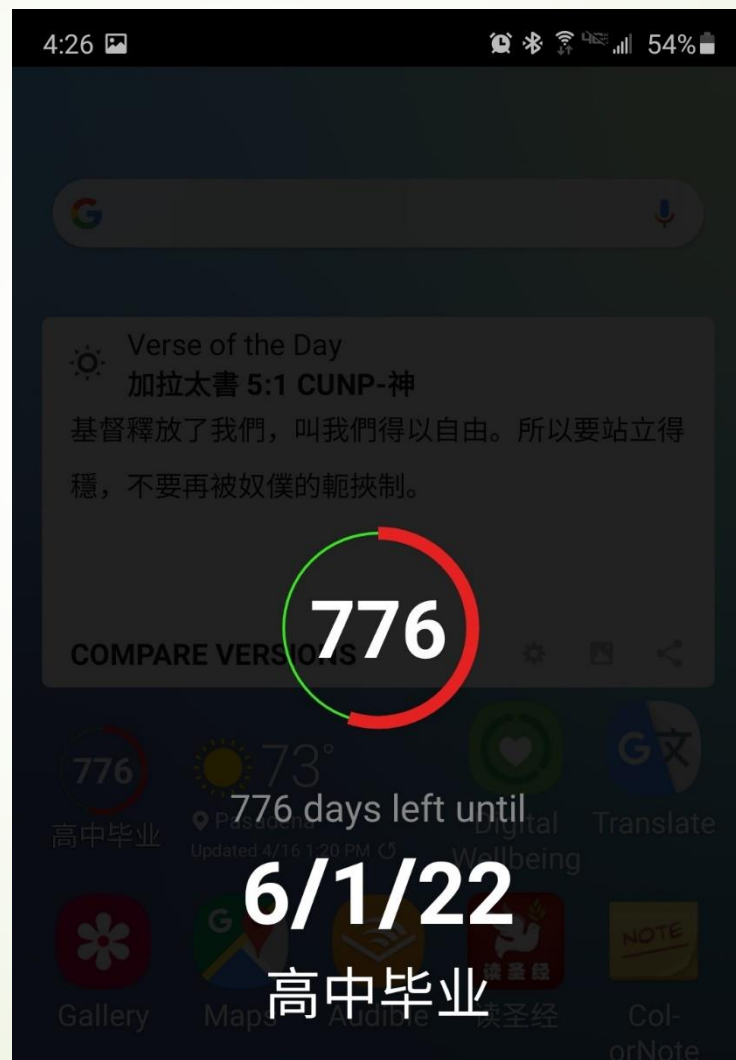 4:26
54%
Verse of the Day
加拉太書 5:1 CUNP-神
基督釋放了我們，叫我們得以自由。所以要站立得
穩，不要再被奴僕的軛挾制。
776
COMPARE VERSIONS
776
73°
776 days left until
Pasadena
高中毕业
Updated 4/16 1:20 PM
Digital
Wellbeing
Translate
6/1/22
读圣经
NOTE
高中毕业
Gallery
Maps
Audible
读圣经
Col-
orNote